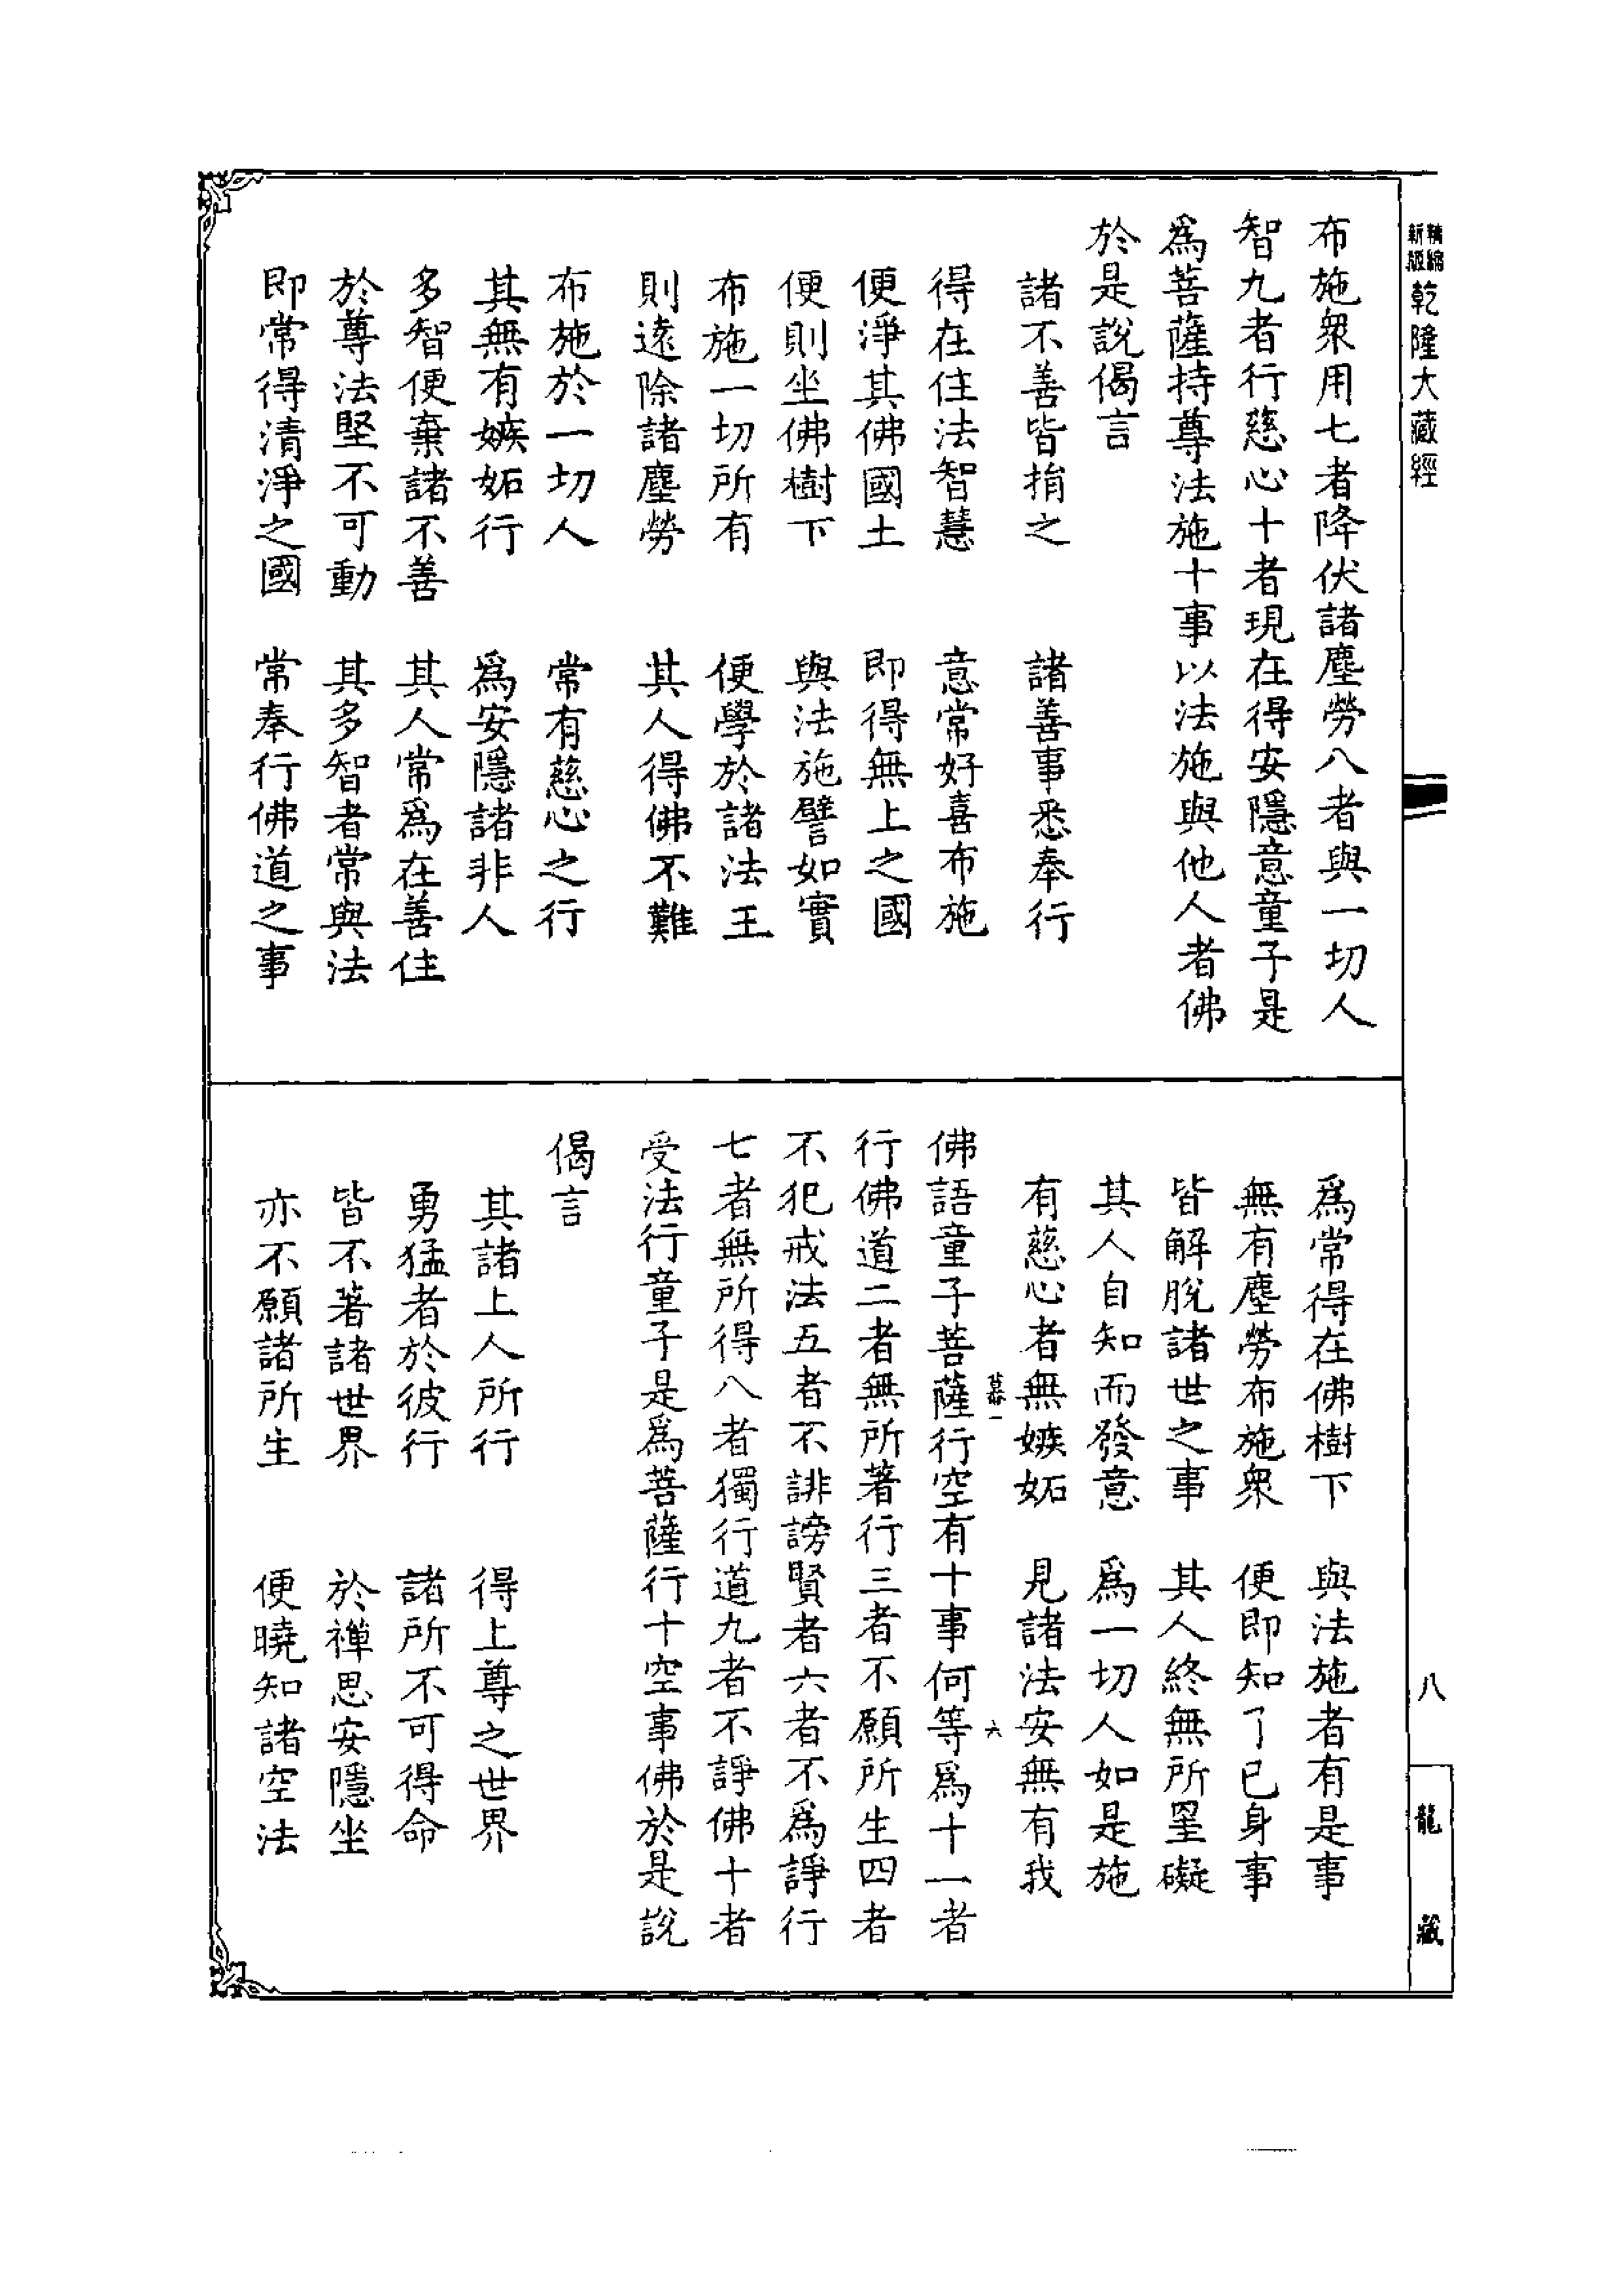 新版
精縮
乾隆大藏經
八
龍藏
布施衆用七者降伏諸塵勞八者與一切人
智九者行慈心十者現在得安隱意童子是
爲菩薩持尊法施十事以法施與他人者佛
於是說偈言
諸不善皆捎之　諸善事悉奉行
得在住法智慧　意常好喜布施
便淨其佛國土　即得無上之國
便則坐佛樹下　與法施譬如實
布施一切所有　便學於諸法王
則遠除諸塵勞　其人得佛不難
布施於一切人　常有慈心之行
其無有嫉妬行　爲安隱諸非人
多智便棄諸不善　其人常爲在善住
於尊法堅不可動　其多智者常與法
即常得清淨之國　常奉行佛道之事
爲常得在佛樹下　與法施者有是事
無有塵勞布施衆　便即知了已身事
皆解脫諸世之事　其人終無所罣礙
其人自知而發意　爲一切人如是施
有慈心者無嫉妬　見諸法安無有我
慕一　六
佛語童子菩薩行空有十事何等爲十一者
行佛道二者無所著行三者不願所生四者
不犯戒法五者不誹謗賢者六者不爲諍行
七者無所得八者獨行道九者不諍佛十者
受法行童子是爲菩薩行十空事佛於是說
偈言
其諸上人所行　得上尊之世界
勇猛者於彼行　諸所不可得命
皆不著諸世界　於禪思安隱坐
亦不願諸所生　便曉知諸空法